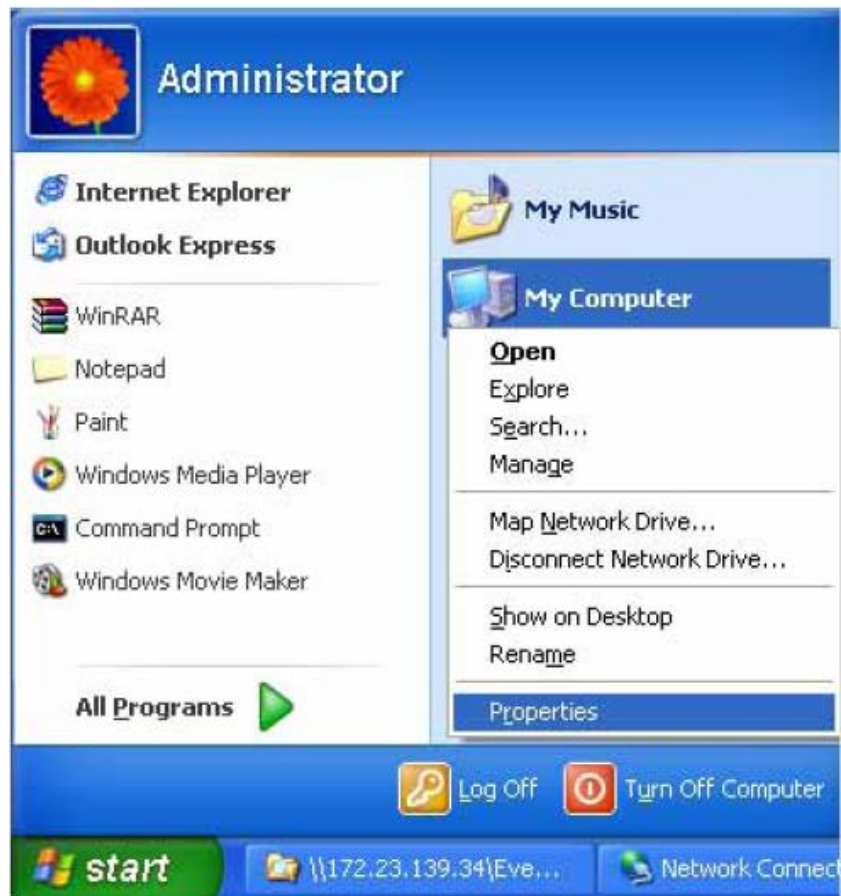 Administrator
Internet Explorer
Outlook Express
WinRAR
Notepad
Paint
Windows Media Player
Command Prompt
Windows Movie Maker
All Programs
My Music
My Computer
Open
Explore
Search...
Manage
Map Network Drive...
Disconnect Network Drive...
Show on Desktop
Rename
Properties
Log Off
Turn Off Computer
start
\\172.23.139.34\Eve...
Network Connect